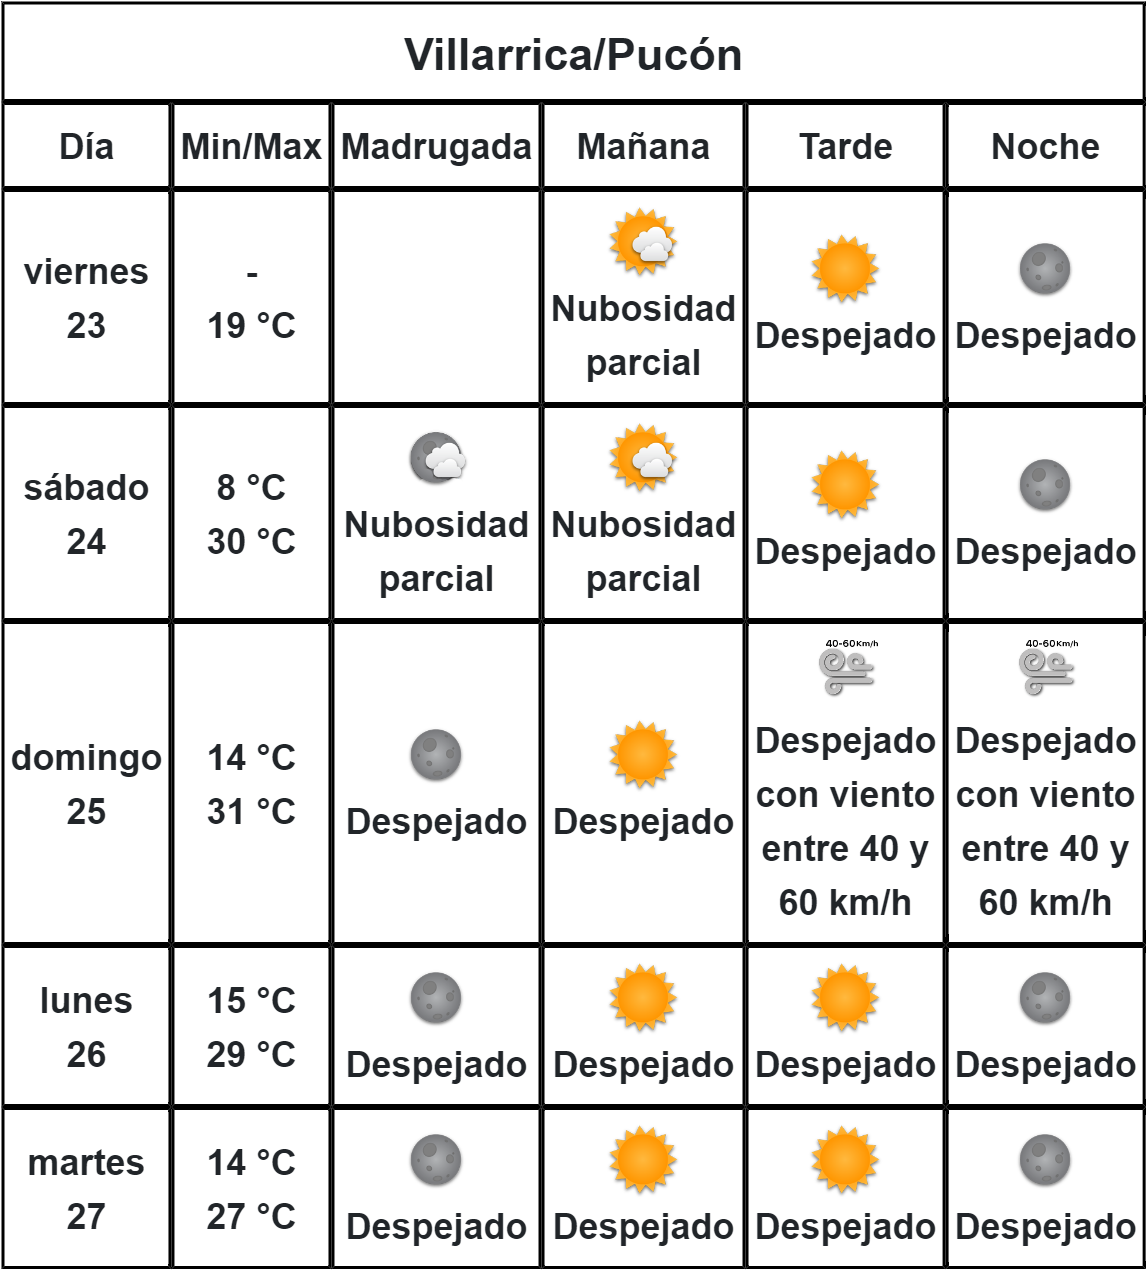 Villarrica/Pucón
Día Min/Max Madrugada Mañana Tarde Noche
viernes
23
-
19 °C
Nubosidad
parcial
Despejado
Despejado
sábado
24
8 °C
30 °C
Nubosidad
parcial
Nubosidad
parcial
Despejado
Despejado
domingo
25
14 °C
31 °C
Despejado
Despejado
40-60Km/h
Despejado
con viento
entre 40 y
60 km/h
40-60Km/h
Despejado
con viento
entre 40 y
60 km/h
lunes
26
15 °C
29 °C
Despejado
Despejado
Despejado
Despejado
martes
27
14 °C
27 °C
Despejado
Despejado
Despejado
Despejado